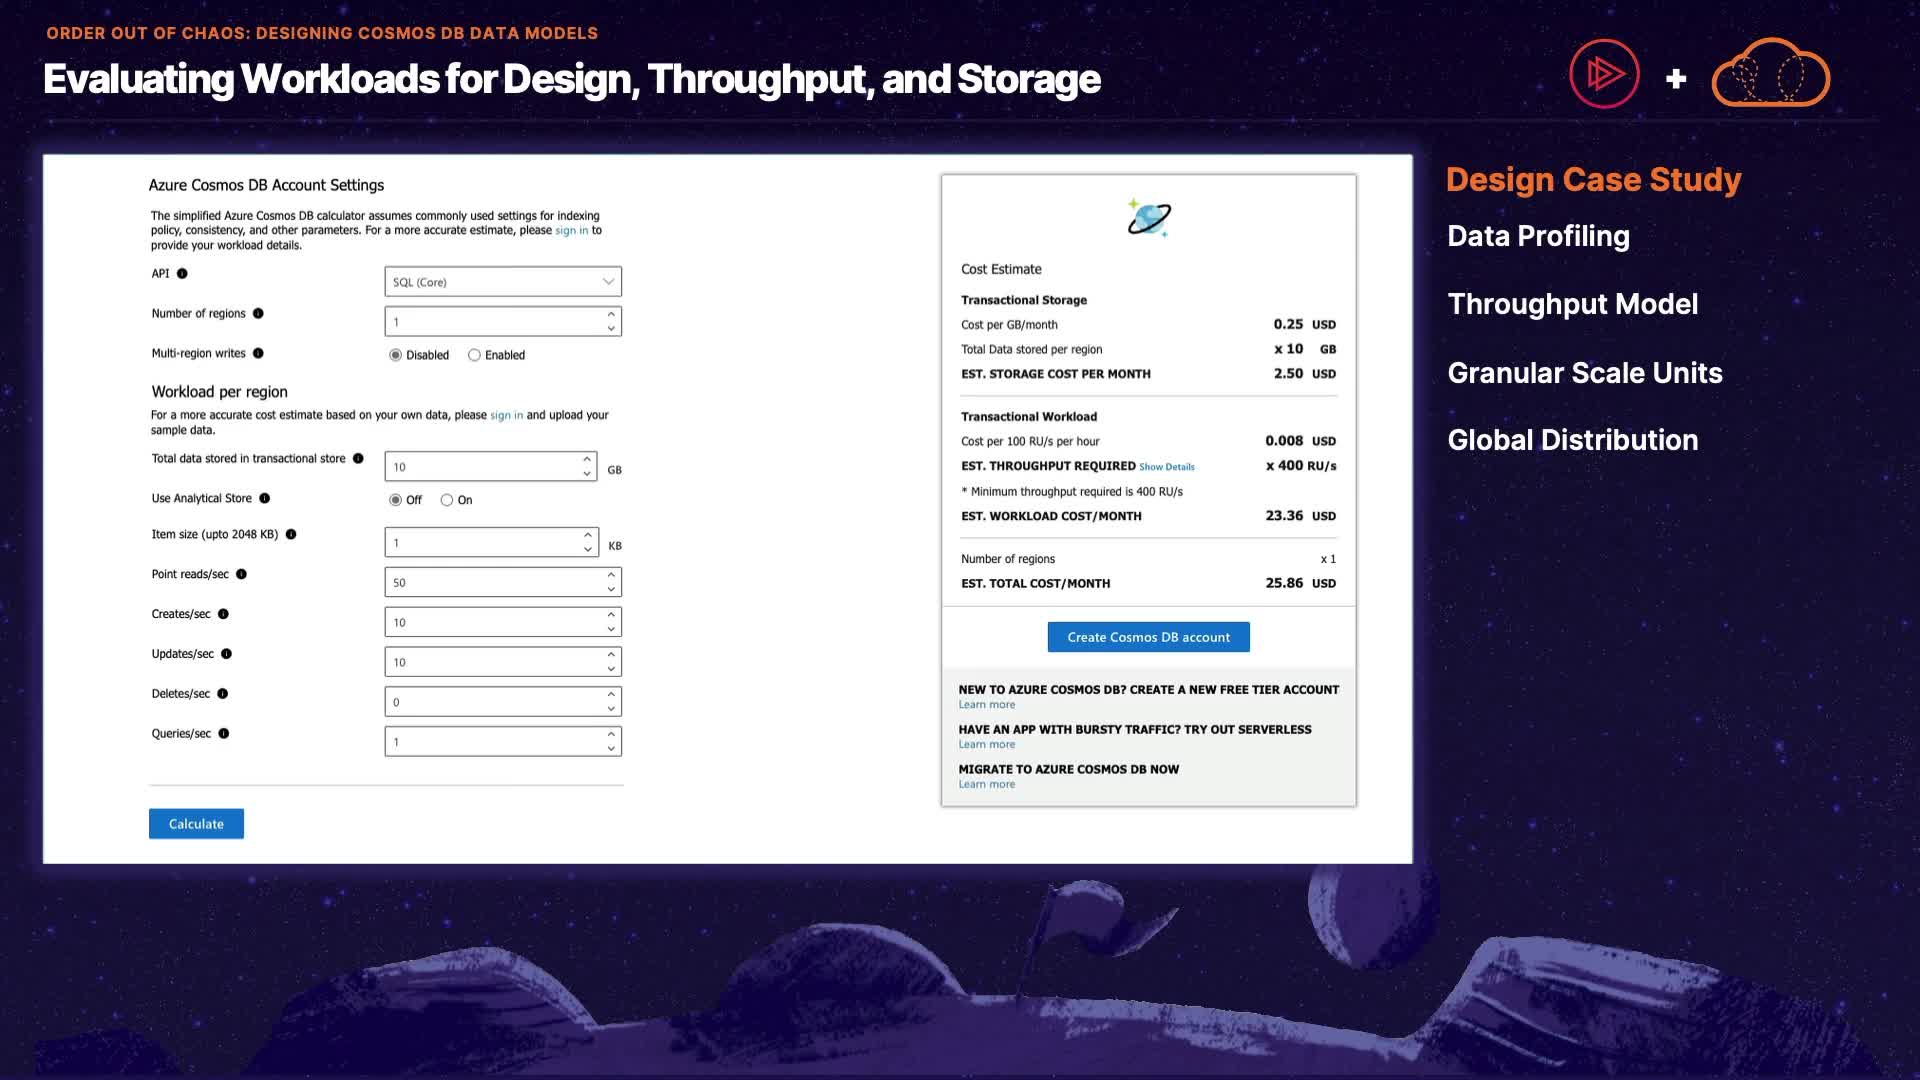 ORDER OUT OF CHAOS: DESIGNING COSMOS DB DATA MODELS
Evaluating Workloads for Design, Throughput, and Storage
+
Azure Cosmos DB Account Settings
The simplified Azure Cosmos DB calculator assumes commonly used settings for indexing
policy, consistency, and other parameters. For a more accurate estimate, please sign in to
provide your workload details.
API
SQL (Core)
Number of regions
1
Multi-region writes
Disabled Enabled
Workload per region
For a more accurate cost estimate based on your own data, please sign in and upload your
sample data.
Total data stored in transactional store
10 GB
Use Analytical Store
Off On
Item size (upto 2048 KB)
1 KB
Point reads/sec
50
Creates/sec
10
Updates/sec
10
Deletes/sec
0
Queries/sec
1
Calculate
Cost Estimate
Transactional Storage
Cost per GB/month 0.25 USD
Total Data stored per region x 10 GB
EST. STORAGE COST PER MONTH 2.50 USD
Transactional Workload
Cost per 100 RU/s per hour 0.008 USD
EST. THROUGHPUT REQUIRED Show Details x 400 RU/s
* Minimum throughput required is 400 RU/s
EST. WORKLOAD COST/MONTH 23.36 USD
Number of regions x 1
EST. TOTAL COST/MONTH 25.86 USD
Create Cosmos DB account
NEW TO AZURE COSMOS DB? CREATE A NEW FREE TIER ACCOUNT
Learn more
HAVE AN APP WITH BURSTY TRAFFIC? TRY OUT SERVERLESS
Learn more
MIGRATE TO AZURE COSMOS DB NOW
Learn more
Design Case Study
Data Profiling
Throughput Model
Granular Scale Units
Global Distribution